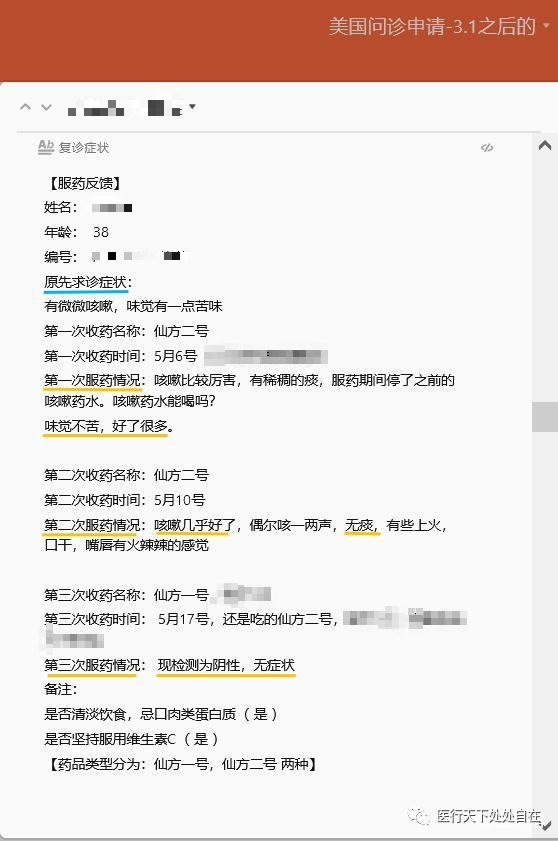 美国问诊申请-3.1之后的
复诊症状
【服药反馈】
姓名：
年龄： 38
编号：
原先求诊症状：
有微微咳嗽，味觉有一点苦味
第一次收药名称：仙方二号
第一次收药时间：5月6号
第一次服药情况：咳嗽比较厉害，有稀稠的痰，服药期间停了之前的
咳嗽药水。咳嗽药水能喝吗？
味觉不苦，好了很多。
第二次收药名称：仙方二号
第二次收药时间：5月10号
第二次服药情况：咳嗽几乎好了，偶尔咳一两声，无痰，有些上火，
口干，嘴唇有火辣辣的感觉
第三次收药名称：仙方一号，
第三次收药时间： 5月17号，还是吃的仙方二号，
第三次服药情况： 现检测为阴性，无症状
备注：
是否清淡饮食，忌口肉类蛋白质（ 是 ）
是否坚持服用维生素C（ 是 ）
【药品类型分为：仙方一号，仙方二号 两种】
医行天下处处自在